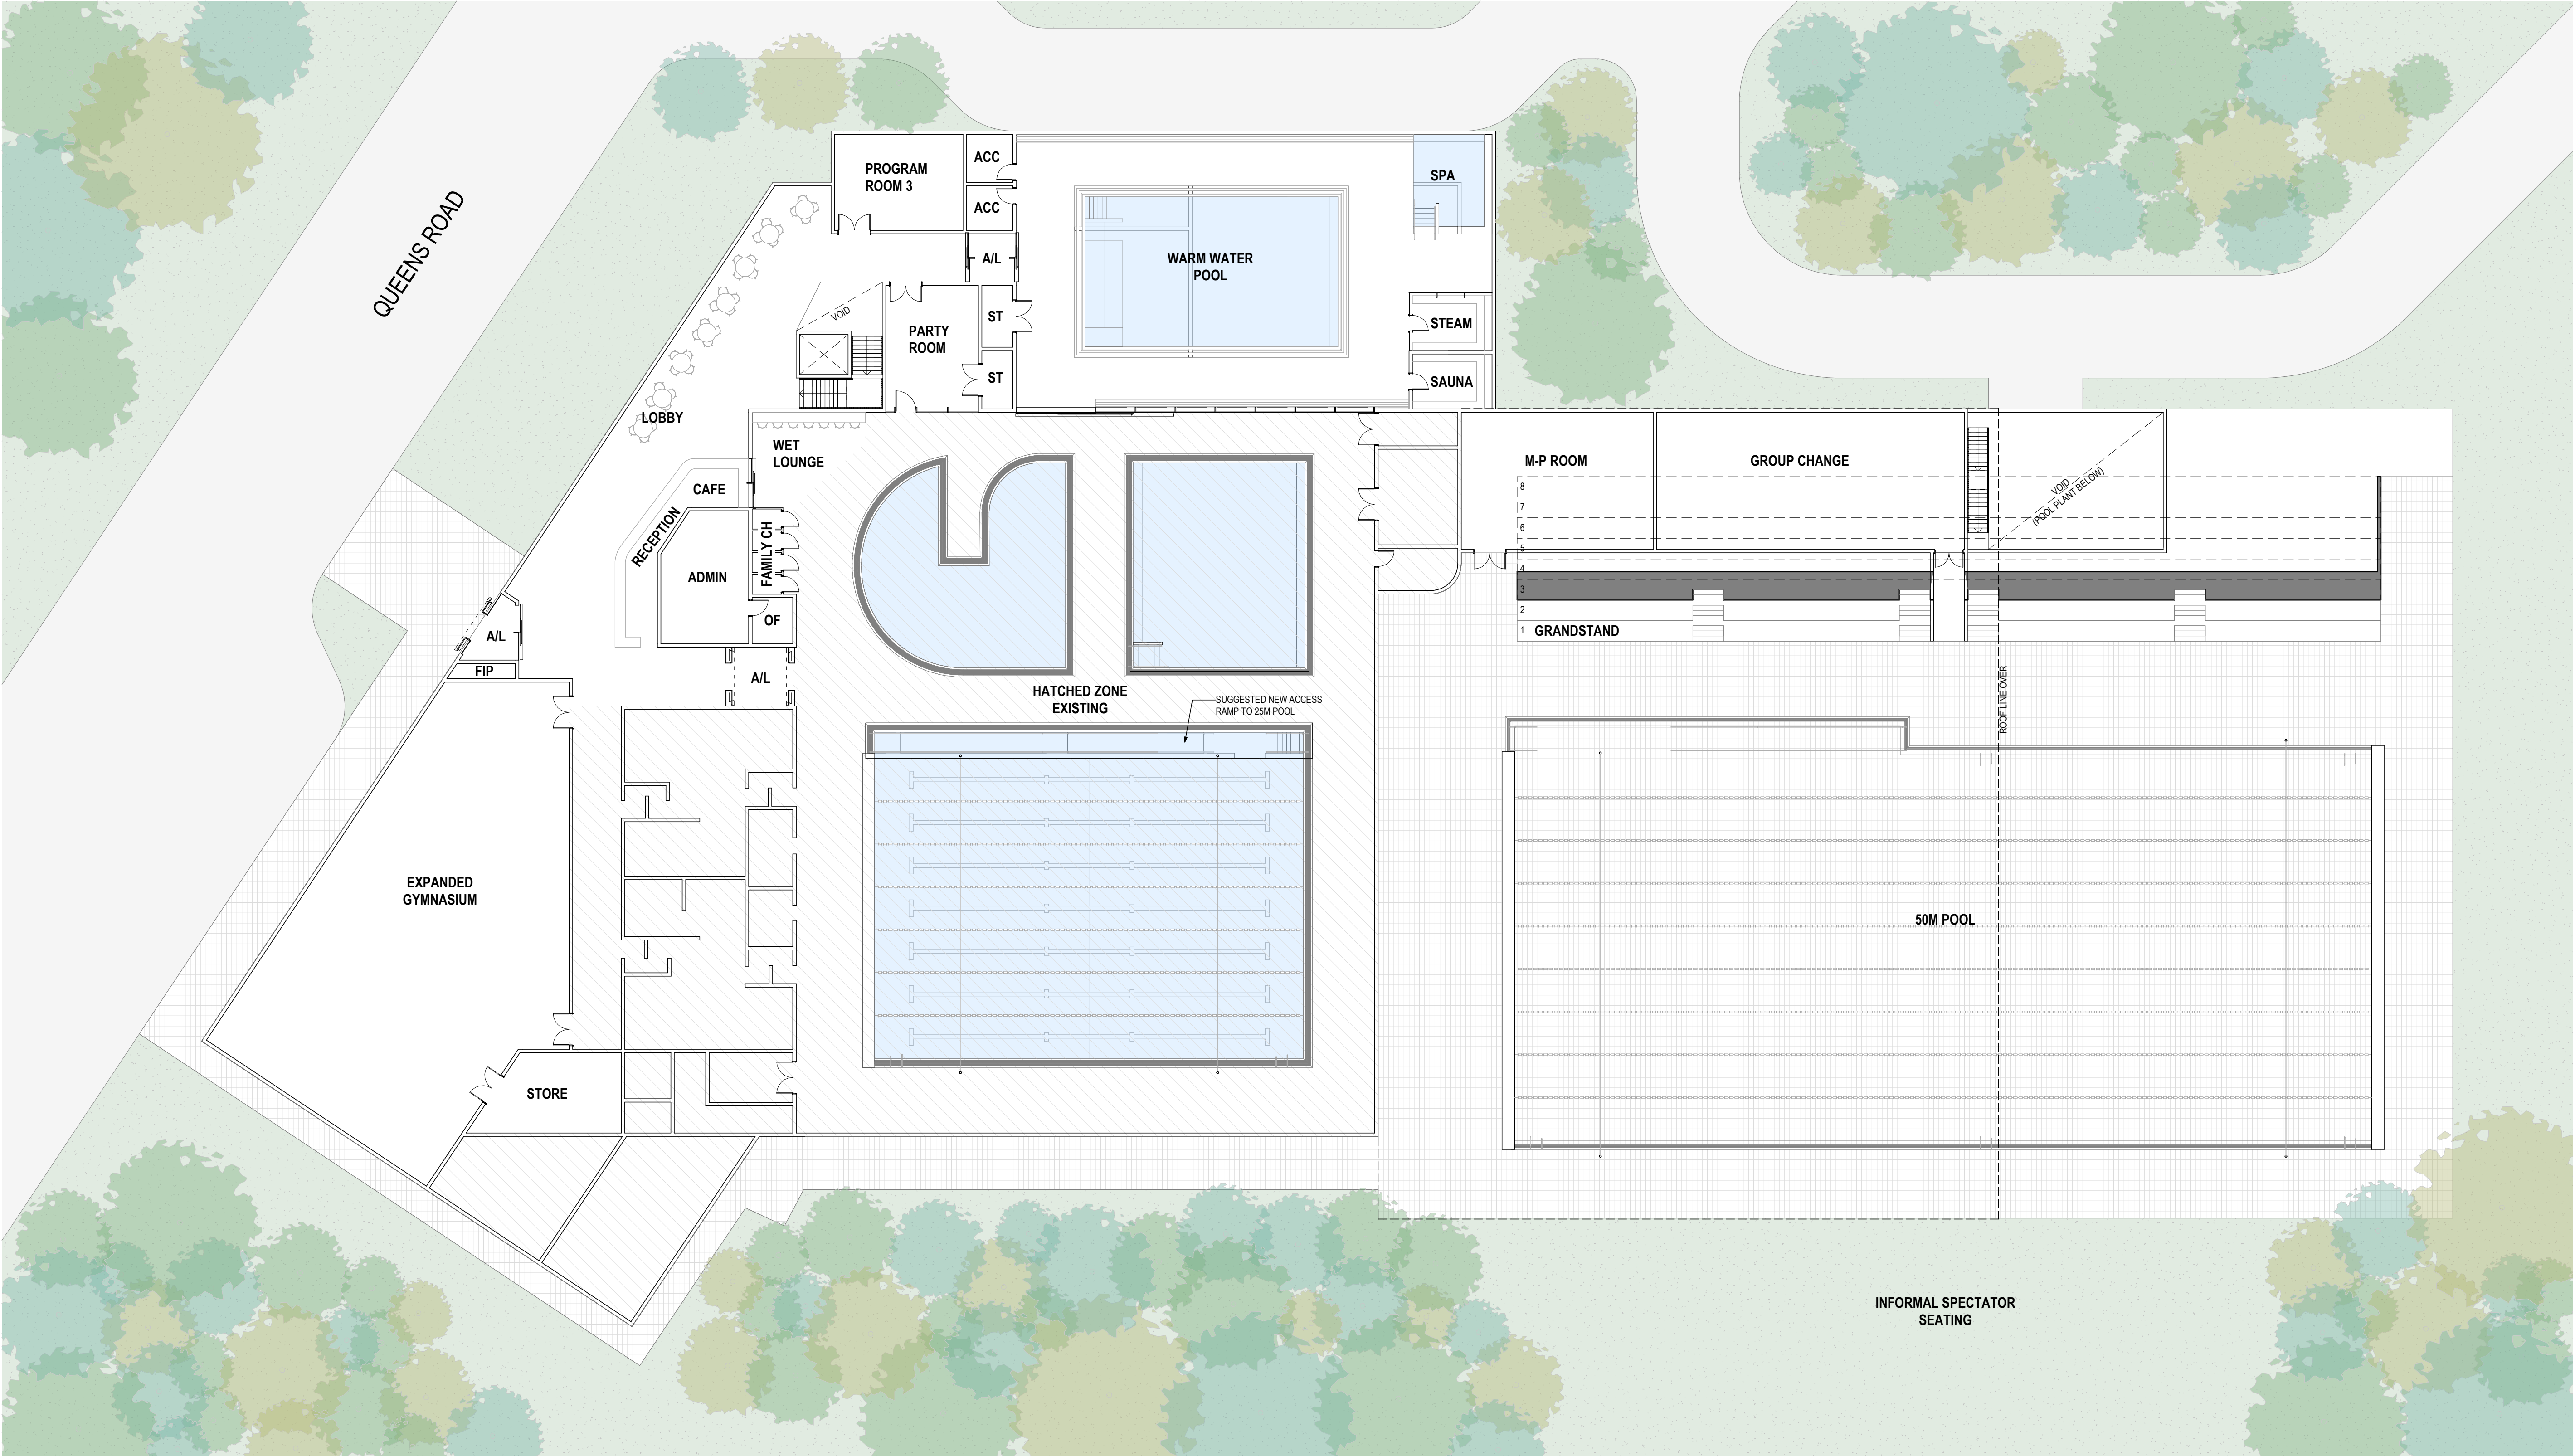 QUEENS ROAD
PROGRAM
ROOM 3
ACC
ACC
A/L
SPA
WARM WATER
POOL
VOID
PARTY
ROOM
ST
ST
STEAM
SAUNA
LOBBY
WET
LOUNGE
CAFE
RECEPTION
ADMIN
FAMILY CH
OF
A/L
FIP
A/L
M-P ROOM
GROUP CHANGE
VOID
(POOL PLANT BELOW)
8
7
6
5
4
3
2
1
GRANDSTAND
ROOF LINE OVER
HATCHED ZONE
EXISTING
SUGGESTED NEW ACCESS
RAMP TO 25M POOL
EXPANDED
GYMNASIUM
STORE
50M POOL
INFORMAL SPECTATOR
SEATING